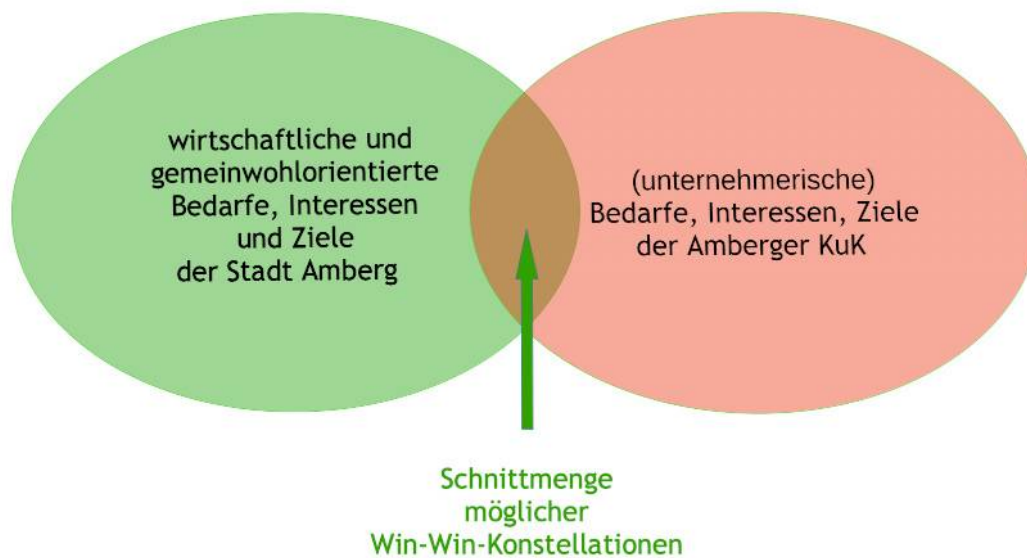 wirtschaftliche und
gemeinwohlorientierte
Bedarfe, Interessen
und Ziele
der Stadt Amberg
(unternehmerische)
Bedarfe, Interessen, Ziele
der Amberger KuK
Schnittmenge
möglicher
Win-Win-Konstellationen